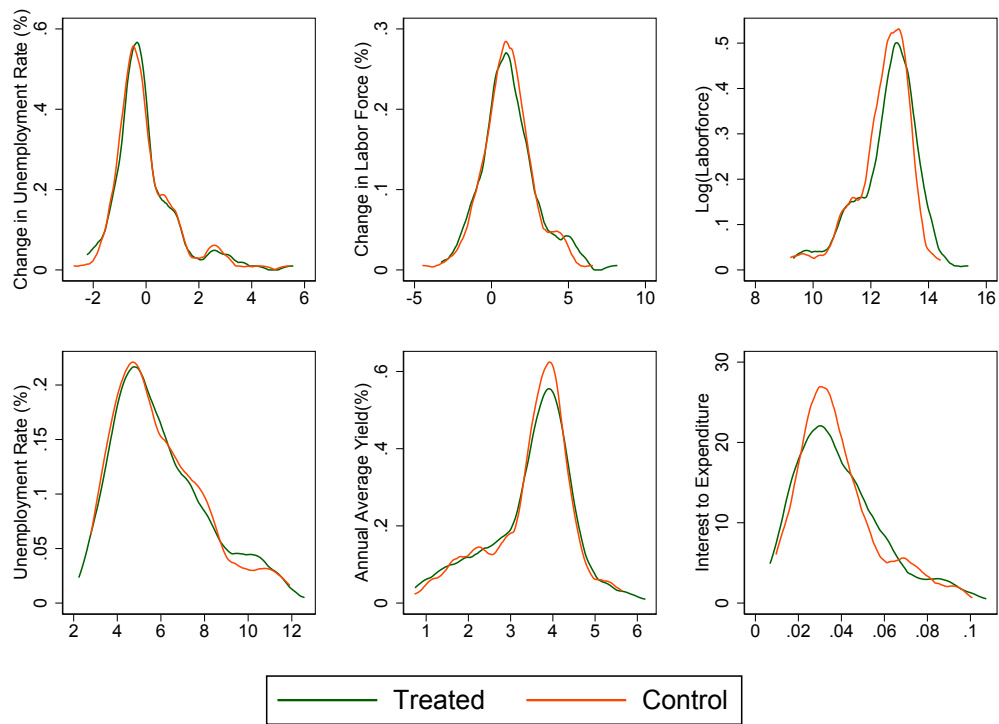 Change in Unemployment Rate (%)
0 .2 .4 .6
-2 0 2 4 6
Change in Labor Force (%)
0 .1 .2 .3
-5 0 5 10
Log(Laborforce)
0 .1 .2 .3 .4 .5
8 10 12 14 16
Unemployment Rate (%)
0 .05 .1 .15 .2
2 4 6 8 10 12
Annual Average Yield(%)
0 .2 .4 .6
1 2 3 4 5 6
Interest to Expenditure
0 10 20 30
0 .02 .04 .06 .08 .1
Treated Control